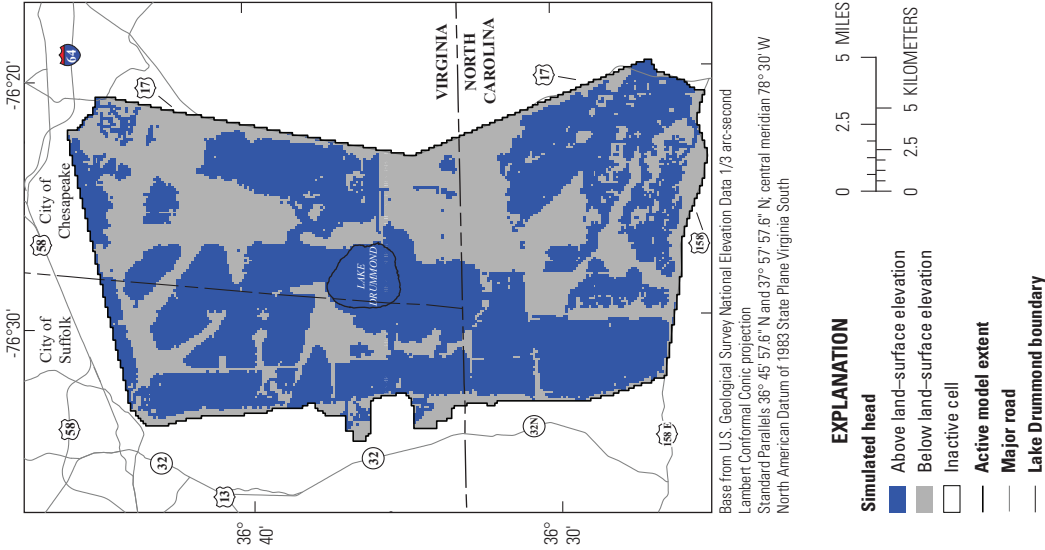 -76°30'
-76°20'
58
City of
Suffolk
58
City of
Chesapeake
64
17
32
13
36°
40'
LAKE
DRUMMOND
32
VIRGINIA
NORTH
CAROLINA
17
32N
36°
30'
158 E
158
Base from U.S. Geological Survey National Elevation Data 1/3 arc-second
Lambert Conformal Conic projection
Standard Parallels 36° 45' 57.6" N and 37° 57' 57.6" N; central meridian 78° 30' W
North American Datum of 1983 State Plane Virginia South
EXPLANATION
Simulated head
Above land–surface elevation
Below land–surface elevation
Inactive cell
Active model extent
Major road
Lake Drummond boundary
0 2.5 5 MILES
0 2.5 5 KILOMETERS